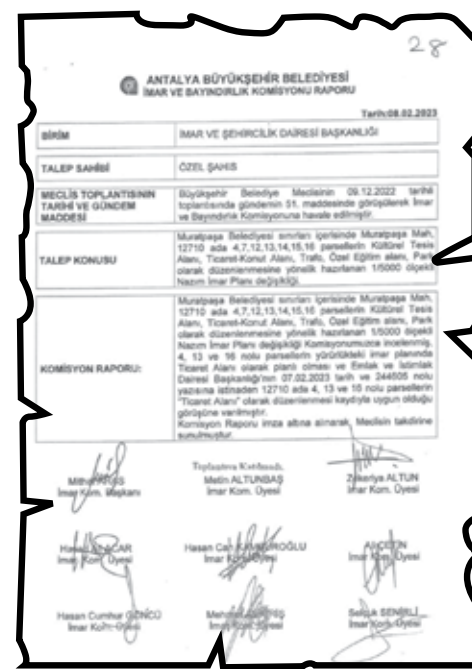 28
ANTALYA BÜYÜKŞEHİR BELEDİYESİ
İMAR VE BAYINDIRLIK KOMİSYONU RAPORU
Tarih:08.02.2023
BİRİM
İMAR VE ŞEHİRCİLİK DAİRESİ BAŞKANLIĞI
TALEP SAHİBİ
ÖZEL ŞAHIS
MECLİS TOPLANTISININ
TARİHİ VE GÜNDEM
MADDESİ
Büyükşehir Belediye Meclisinin 09.12.2022 tarihli
toplantısında gündemin 51. maddesinde görüşülerek İmar
ve Bayındırlık Komisyonuna havale edilmiştir.
TALEP KONUSU
Muratpaşa Belediyesi sınırları içerisinde Muratpaşa Mah,
12710 ada 4,7,12,13,14,15,16 parsellerin Kültürel Tesis
Alanı, Ticaret-Konut Alanı, Trafo, Özel Eğitim alanı, Park
olarak düzenlenmesine yönelik hazırlanan 1/5000 ölçekli
Nazım İmar Planı değişikliği.
KOMİSYON RAPORU:
Muratpaşa Belediyesi sınırları içerisinde Muratpaşa Mah,
12710 ada 4,7,12,13,14,15,16 parsellerin Kültürel Tesis
Alanı, Ticaret-Konut Alanı, Trafo, Özel Eğitim alanı, Park
olarak düzenlenmesine yönelik hazırlanan 1/5000 ölçekli
Nazım İmar Planı değişikliği Komisyonumuzca incelenmiş,
4, 13 ve 16 nolu parsellerin yürürlükteki imar planında
Ticaret Alanı olarak planlı olması ve Emlak ve İstimlak
Dairesi Başkanlığı'nın 07.02.2023 tarih ve 244605 nolu
yazısına istinaden 12710 ada 4, 13 ve 16 nolu parsellerin
"Ticaret Alanı" olarak düzenlenmesi kaydıyla uygun olduğu
görüşüne varılmıştır.
Komisyon Raporu imza altına alınarak, Meclisin takdirine
sunulmuştur.
Toplantıya Katılmadı.
Metin ALTUNBAŞ
Zekeriya ALTUN
İmar Kom. Başkanı
İmar Kom. Üyesi
İmar Kom. Üyesi
Hasan Can
İmar Kom. Üyesi
İmar Kom. Üyesi
İmar Kom. Üyesi
Hasan Cumhur
Selçuk SENİRLİ
İmar Kom. Üyesi
İmar Kom. Üyesi
İmar Kom. Üyesi